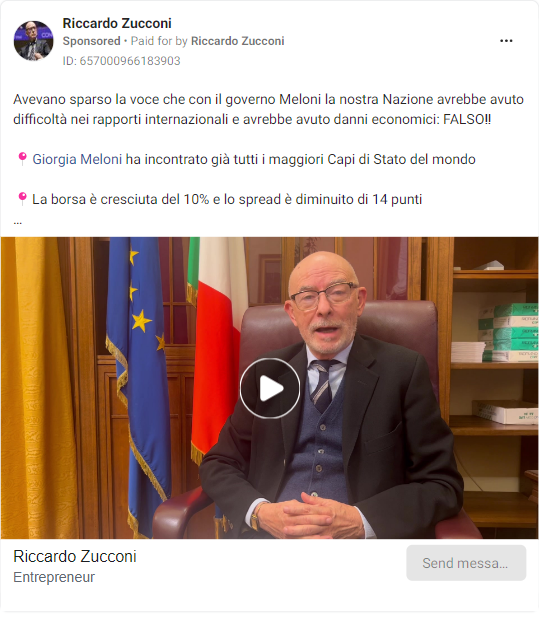 Riccardo Zucconi
Sponsored • Paid for by Riccardo Zucconi
ID: 657000966183903
Avevano sparso la voce che con il governo Meloni la nostra Nazione avrebbe avuto
difficoltà nei rapporti internazionali e avrebbe avuto danni economici: FALSO!!
Giorgia Meloni ha incontrato già tutti i maggiori Capi di Stato del mondo
La borsa è cresciuta del 10% e lo spread è diminuito di 14 punti
...
Riccardo Zucconi
Entrepreneur
Send messa...